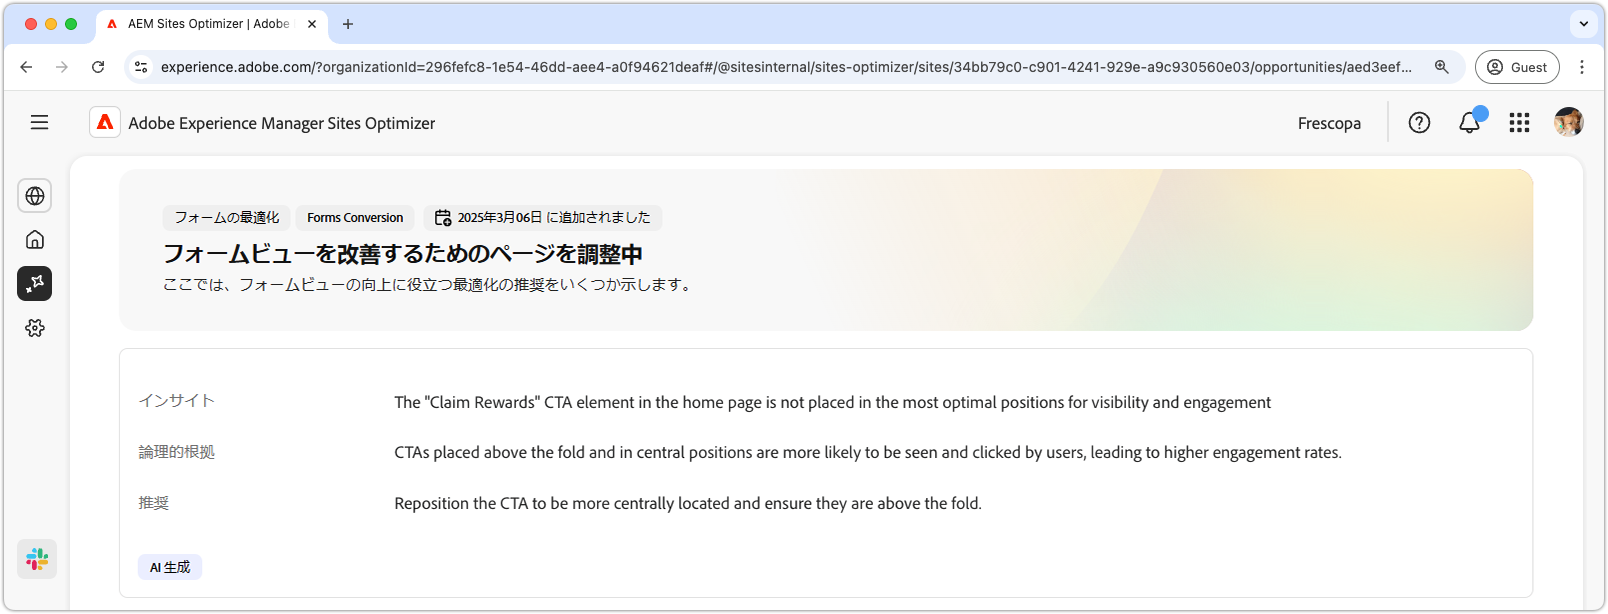 AEM Sites Optimizer | Adobe
experience.adobe.com/?organizationId=296fefc8-1e54-46dd-aee4-a0f94621deaf#/@sitesinternal/sites-optimizer/sites/34bb79c0-c901-4241-929e-a9c930560e03/opportunities/aed3eef...
Guest
Adobe Experience Manager Sites Optimizer
Frescopa
フォームの最適化 Forms Conversion 2025年3月06日 に追加されました
フォームビューを改善するためのページを調整中
ここでは、フォームビューの向上に役立つ最適化の推奨をいくつか示します。
インサイト The "Claim Rewards" CTA element in the home page is not placed in the most optimal positions for visibility and engagement
論理的根拠 CTAs placed above the fold and in central positions are more likely to be seen and clicked by users, leading to higher engagement rates.
推奨 Reposition the CTA to be more centrally located and ensure they are above the fold.
AI 生成